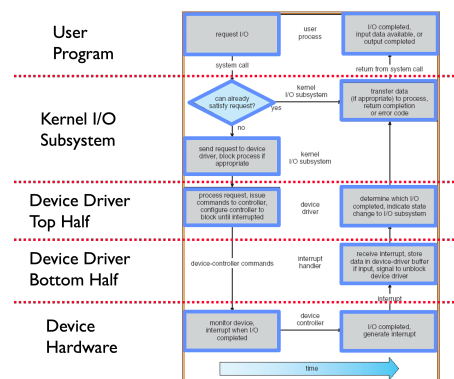 User
Program
request I/O
user
process
I/O completed,
input data available, or
output completed
system call
return from system call
Kernel I/O
Subsystem
can already
satisfy request?
yes
no
kernel
I/O subsystem
transfer data
(if appropriate) to process,
return completion
or error code
send request to device
driver, block process if
appropriate
kernel
I/O subsystem
Device Driver
Top Half
process request, issue
commands to controller,
configure controller to
block until interrupted
device
driver
determine which I/O
completed, indicate state
change to I/O subsystem
Device Driver
Bottom Half
device-controller commands
interrupt
handler
receive interrupt, store
data in device-driver buffer
if input, signal to unblock
device driver
interrupt
Device
Hardware
monitor device,
interrupt when I/O
completed
device
controller
I/O completed,
generate interrupt
time